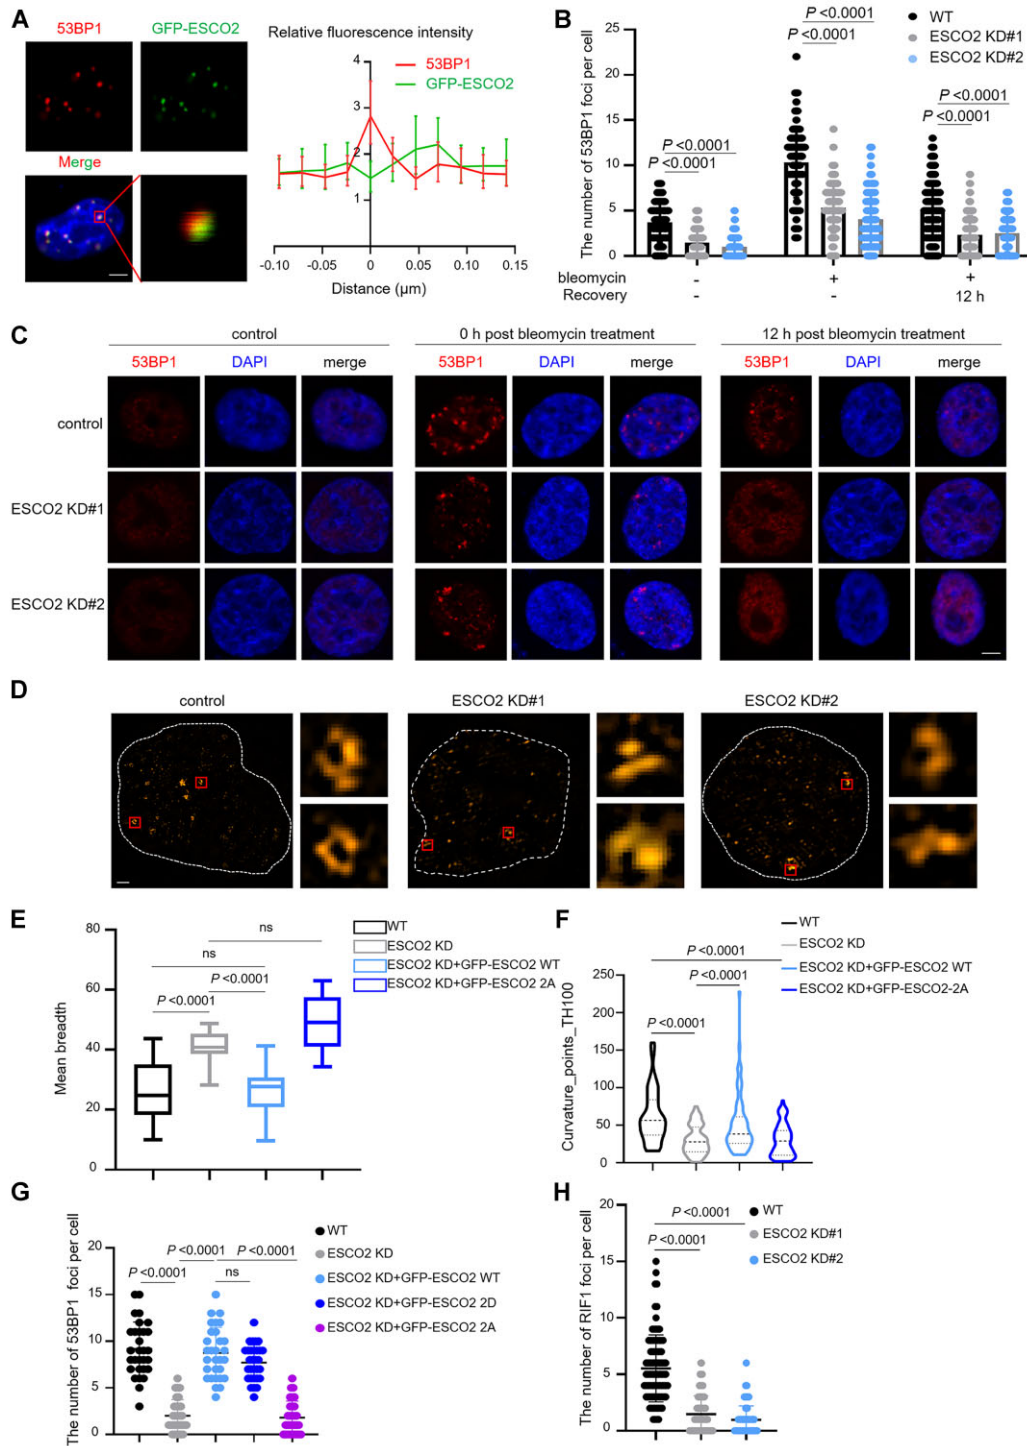 A
53BP1
GFP-ESCO2
Merge
Relative fluorescence intensity
53BP1
GFP-ESCO2
4
3
2
1
-0.10
-0.05
0
0.05
0.10
0.15
Distance (µm)
B
WT
ESCO2 KD#1
ESCO2 KD#2
The number of 53BP1 foci per cell
25
20
15
10
5
0
P <0.0001
P <0.0001
P <0.0001
P <0.0001
P <0.0001
P <0.0001
bleomycin - + +
Recovery - - 12 h
C
control
0 h post bleomycin treatment
12 h post bleomycin treatment
53BP1 DAPI merge 53BP1 DAPI merge 53BP1 DAPI merge
control
ESCO2 KD#1
ESCO2 KD#2
D
control
ESCO2 KD#1
ESCO2 KD#2
E
Mean breadth
80
60
40
20
0
ns
ns
P <0.0001
P <0.0001
WT
ESCO2 KD
ESCO2 KD+GFP-ESCO2 WT
ESCO2 KD+GFP-ESCO2 2A
F
WT
ESCO2 KD
ESCO2 KD+GFP-ESCO2 WT
ESCO2 KD+GFP-ESCO2-2A
Curvature_points_TH100
250
200
150
100
50
0
P <0.0001
P <0.0001
P <0.0001
G
The number of 53BP1 foci per cell
20
15
10
5
0
P <0.0001
P <0.0001
P <0.0001
ns
WT
ESCO2 KD
ESCO2 KD+GFP-ESCO2 WT
ESCO2 KD+GFP-ESCO2 2D
ESCO2 KD+GFP-ESCO2 2A
H
The number of RIF1 foci per cell
20
15
10
5
0
P <0.0001
P <0.0001
WT
ESCO2 KD#1
ESCO2 KD#2